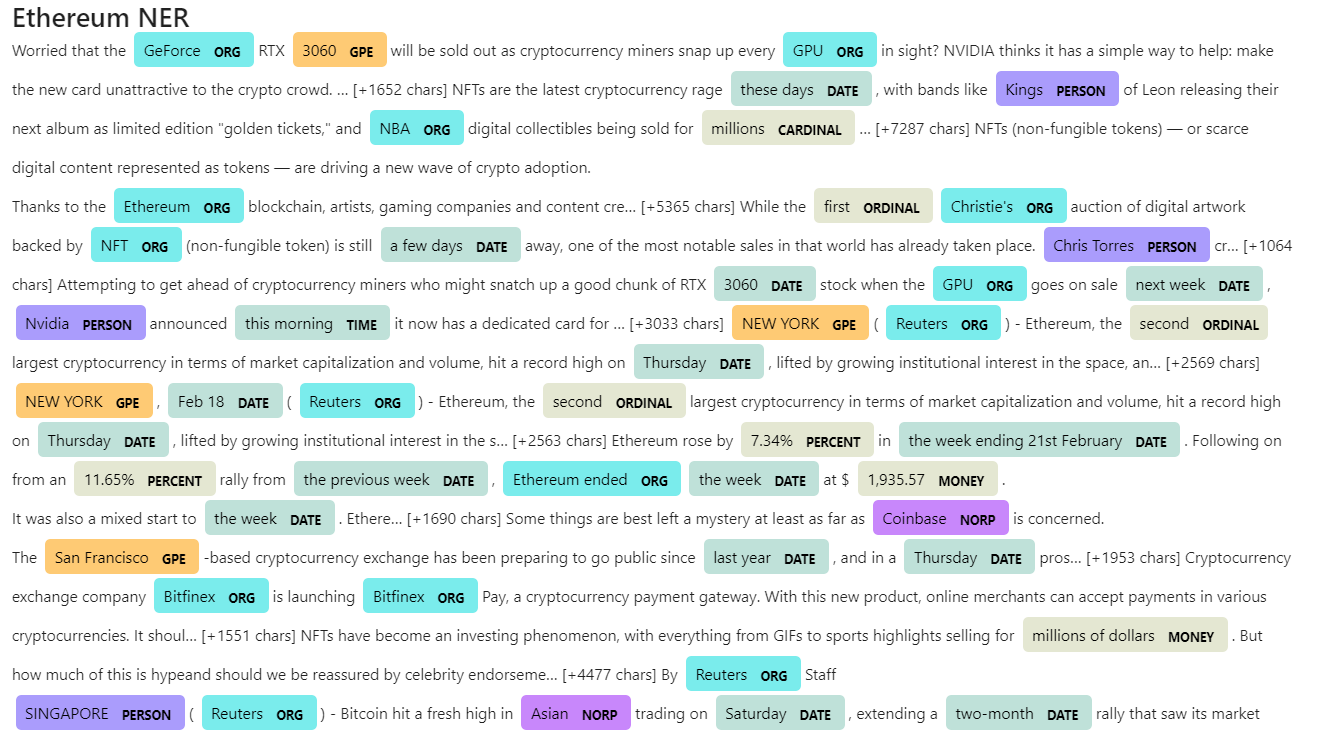 Ethereum NER
Worried that the GeForce ORG RTX 3060 GPE will be sold out as cryptocurrency miners snap up every GPU ORG in sight? NVIDIA thinks it has a simple way to help: make
the new card unattractive to the crypto crowd. ... [+1652 chars] NFTs are the latest cryptocurrency rage these days DATE , with bands like Kings PERSON of Leon releasing their
next album as limited edition "golden tickets," and NBA ORG digital collectibles being sold for millions CARDINAL ... [+7287 chars] NFTs (non-fungible tokens) — or scarce
digital content represented as tokens — are driving a new wave of crypto adoption.
Thanks to the Ethereum ORG blockchain, artists, gaming companies and content cre... [+5365 chars] While the first ORDINAL Christie's ORG auction of digital artwork
backed by NFT ORG (non-fungible token) is still a few days DATE away, one of the most notable sales in that world has already taken place. Chris Torres PERSON cr... [+1064
chars] Attempting to get ahead of cryptocurrency miners who might snatch up a good chunk of RTX 3060 DATE stock when the GPU ORG goes on sale next week DATE ,
Nvidia PERSON announced this morning TIME it now has a dedicated card for ... [+3033 chars] NEW YORK GPE ( Reuters ORG ) - Ethereum, the second ORDINAL
largest cryptocurrency in terms of market capitalization and volume, hit a record high on Thursday DATE , lifted by growing institutional interest in the space, an... [+2569 chars]
NEW YORK GPE , Feb 18 DATE ( Reuters ORG ) - Ethereum, the second ORDINAL largest cryptocurrency in terms of market capitalization and volume, hit a record high
on Thursday DATE , lifted by growing institutional interest in the s... [+2563 chars] Ethereum rose by 7.34% PERCENT in the week ending 21st February DATE . Following on
from an 11.65% PERCENT rally from the previous week DATE , Ethereum ended ORG the week DATE at $ 1,935.57 MONEY .
It was also a mixed start to the week DATE . Ethere... [+1690 chars] Some things are best left a mystery at least as far as Coinbase NORP is concerned.
The San Francisco GPE -based cryptocurrency exchange has been preparing to go public since last year DATE , and in a Thursday DATE pros... [+1953 chars] Cryptocurrency
exchange company Bitfinex ORG is launching Bitfinex ORG Pay, a cryptocurrency payment gateway. With this new product, online merchants can accept payments in various
cryptocurrencies. It shoul... [+1551 chars] NFTs have become an investing phenomenon, with everything from GIFs to sports highlights selling for millions of dollars MONEY . But
how much of this is hypeand should we be reassured by celebrity endorseme... [+4477 chars] By Reuters ORG Staff
SINGAPORE PERSON ( Reuters ORG ) - Bitcoin hit a fresh high in Asian NORP trading on Saturday DATE , extending a two-month DATE rally that saw its market